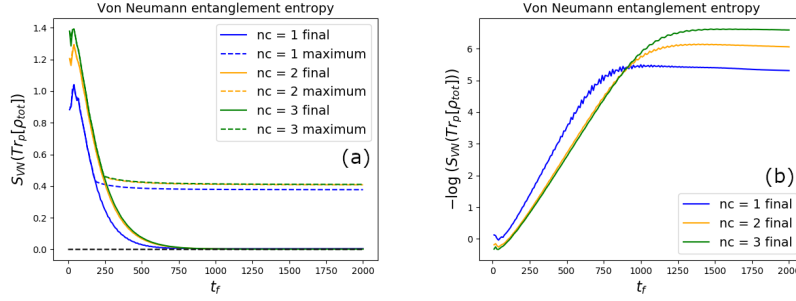 Von Neumann entanglement entropy
S_VN(Tr_p[ρ_tot])
1.4
1.2
1.0
0.8
0.6
0.4
0.2
0.0
nc = 1 final
nc = 1 maximum
nc = 2 final
nc = 2 maximum
nc = 3 final
nc = 3 maximum
(a)
0 250 500 750 1000 1250 1500 1750 2000
t_f
Von Neumann entanglement entropy
−log (S_VN(Tr_p[ρ_tot]))
6
5
4
3
2
1
0
nc = 1 final
nc = 2 final
nc = 3 final
(b)
0 250 500 750 1000 1250 1500 1750 2000
t_f